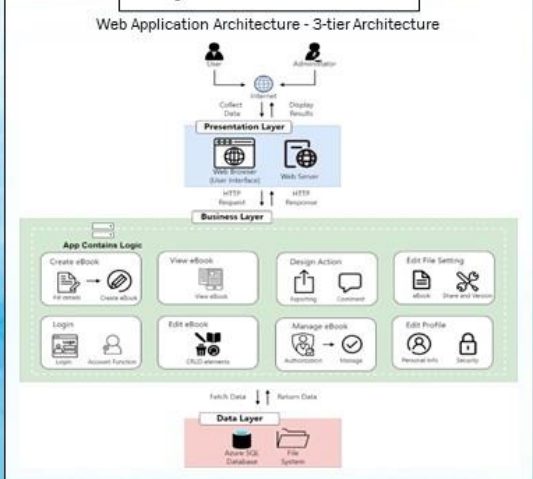 Web Application Architecture - 3-tier Architecture
User
Administrator
Internet
Collect Data
Display Results
Presentation Layer
Web Browser (User Interface)
Web Server
HTTP Request
HTTP Response
Business Layer
App Contains Logic
Create eBook
Fill details
Create eBook
View eBook
View eBook
Design Action
Exporting
Comment
Edit File Setting
eBook
Share and Version
Login
Login
Account Function
Edit eBook
CRUD elements
Manage eBook
Authorization
Manage
Edit Profile
Personal Info
Security
Fetch Data
Return Data
Data Layer
Azure SQL Database
File System